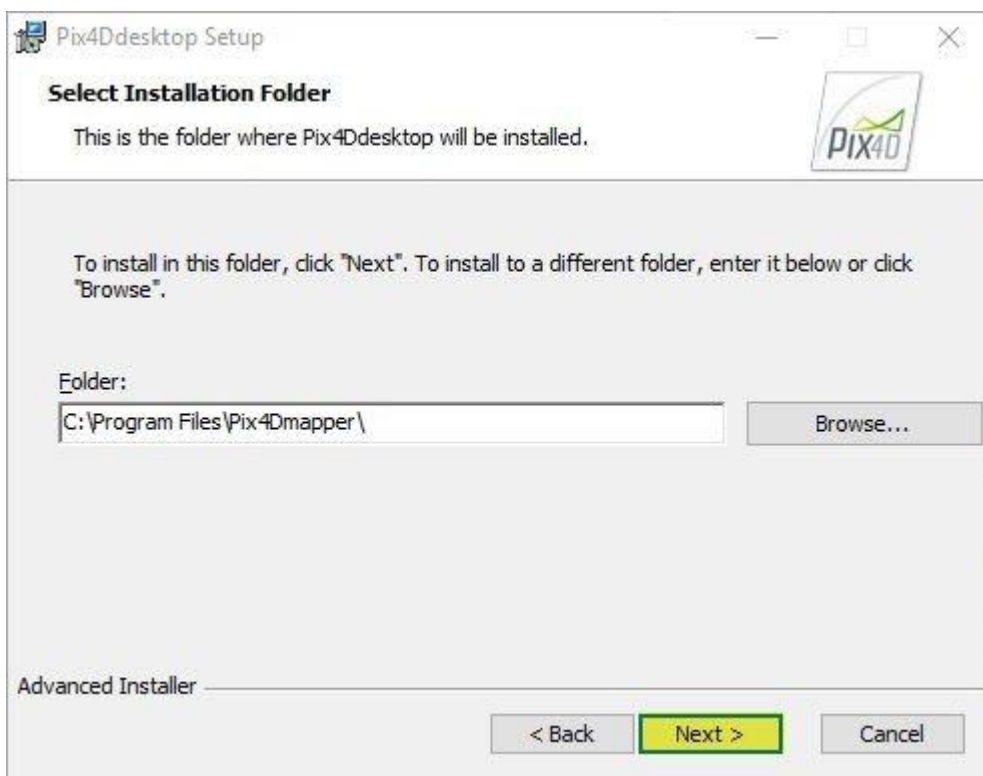 Pix4Ddesktop Setup
Select Installation Folder
This is the folder where Pix4Ddesktop will be installed.
PIX4D
To install in this folder, click "Next". To install to a different folder, enter it below or click
"Browse".
Folder:
C:\Program Files\Pix4Dmapper\
Browse...
Advanced Installer
< Back
Next >
Cancel